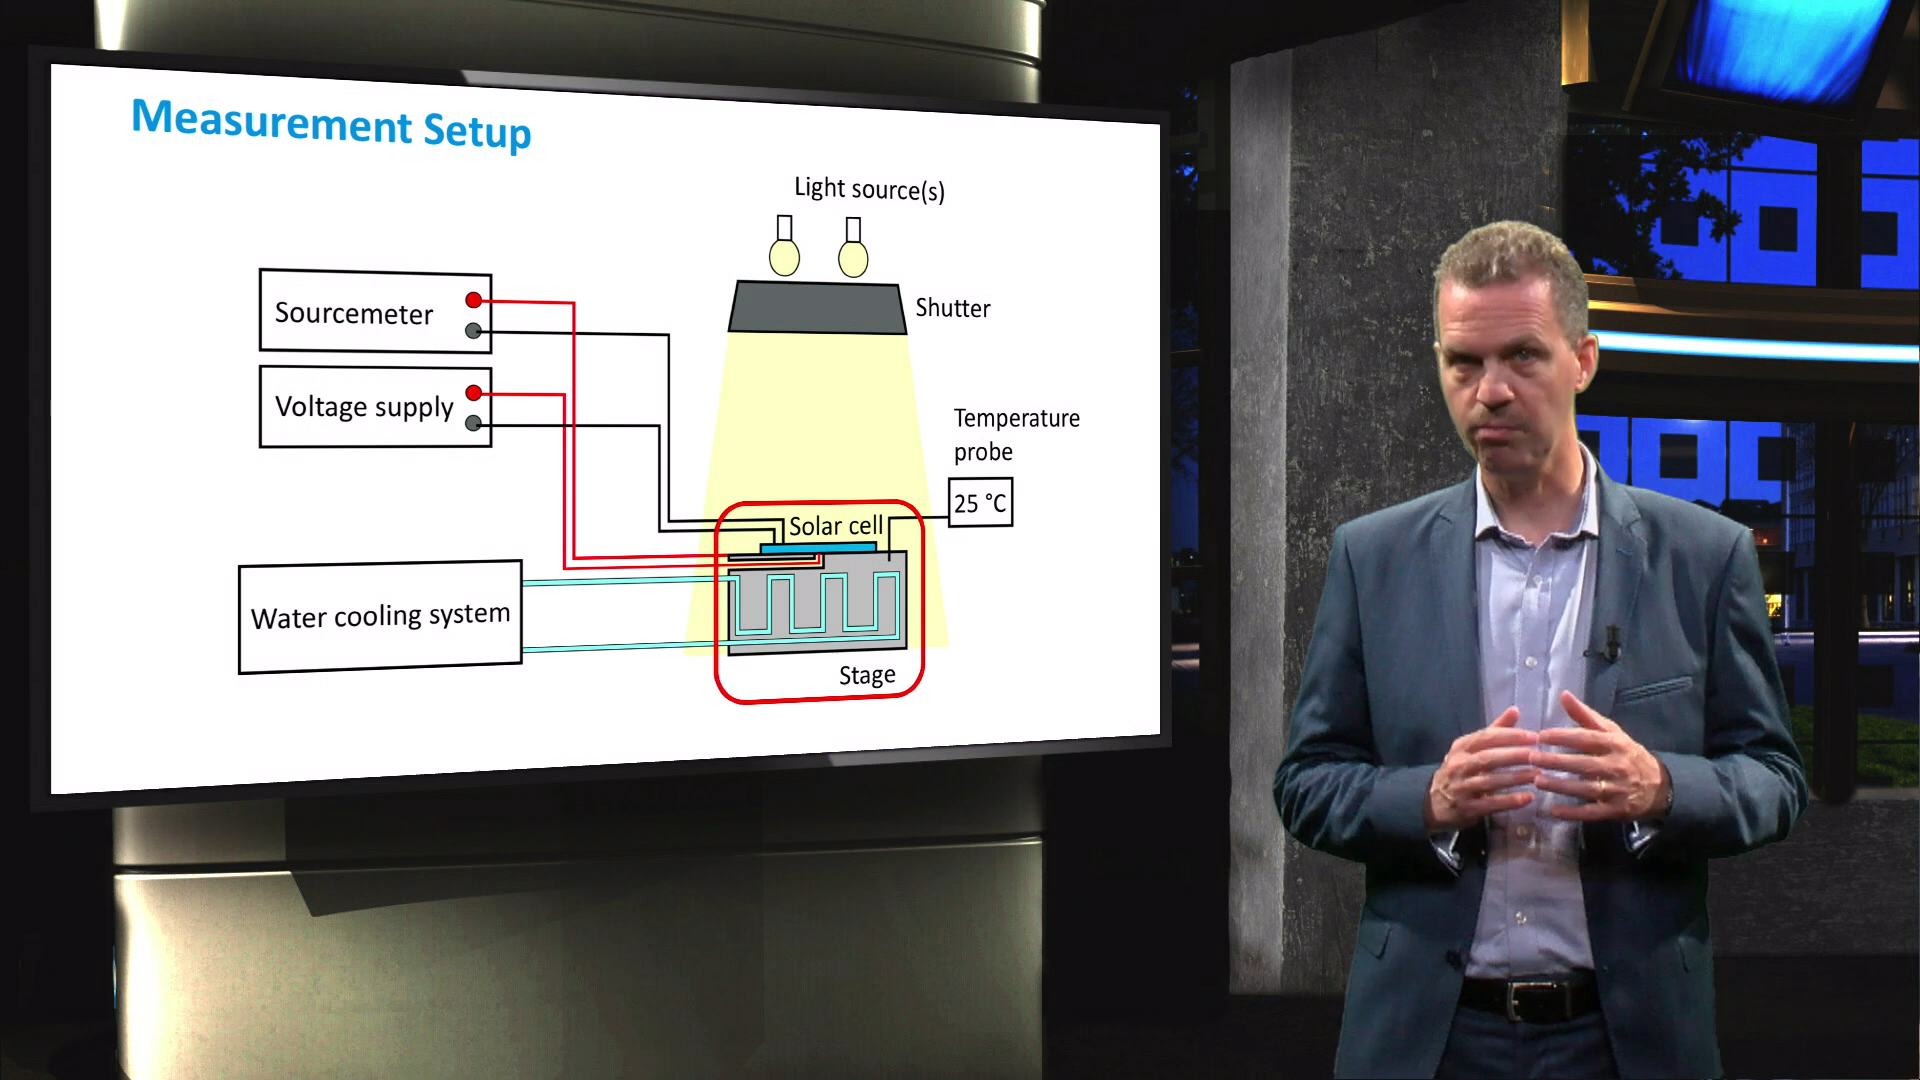 Measurement Setup
Light source(s)
Shutter
Sourcemeter
Voltage supply
Temperature
probe
25 °C
Solar cell
Water cooling system
Stage